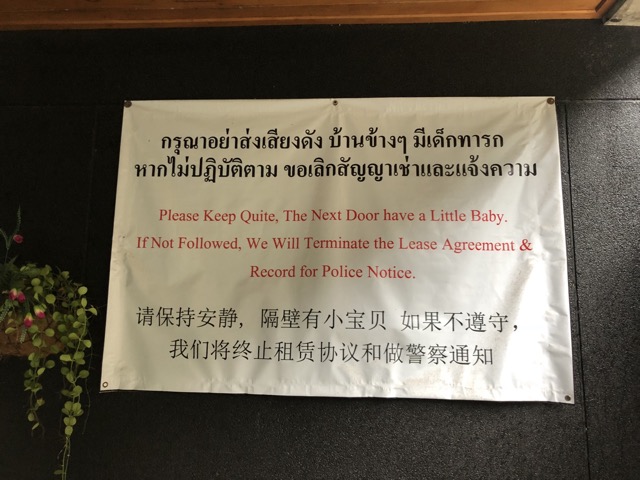 กรุณาอย่าส่งเสียงดัง บ้านข้างๆ มีเด็กทารก
หากไม่ปฏิบัติตาม ขอเลิกสัญญาเช่าและแจ้งความ
Please Keep Quite, The Next Door have a Little Baby.
If Not Followed, We Will Terminate the Lease Agreement &
Record for Police Notice.
请保持安静, 隔壁有小宝贝 如果不遵守,
我们将终止租赁协议和做警察通知